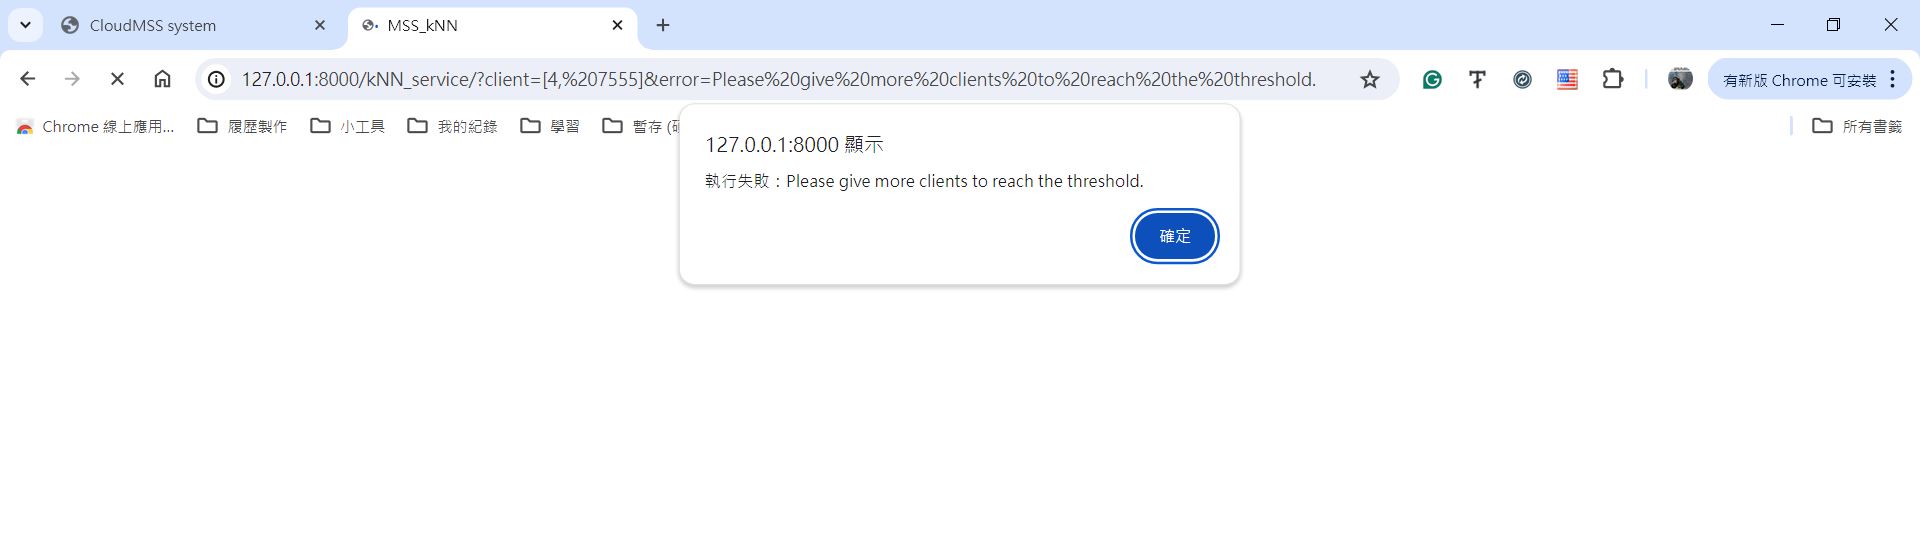 CloudMSS system
MSS_kNN
127.0.0.1:8000/kNN_service/?client=[4,%207555]&error=Please%20give%20more%20clients%20to%20reach%20the%20threshold.
有新版 Chrome 可安裝
Chrome 線上應用...
履歷製作
小工具
我的紀錄
學習
暫存
所有書籤
127.0.0.1:8000 顯示
執行失敗：Please give more clients to reach the threshold.
確定